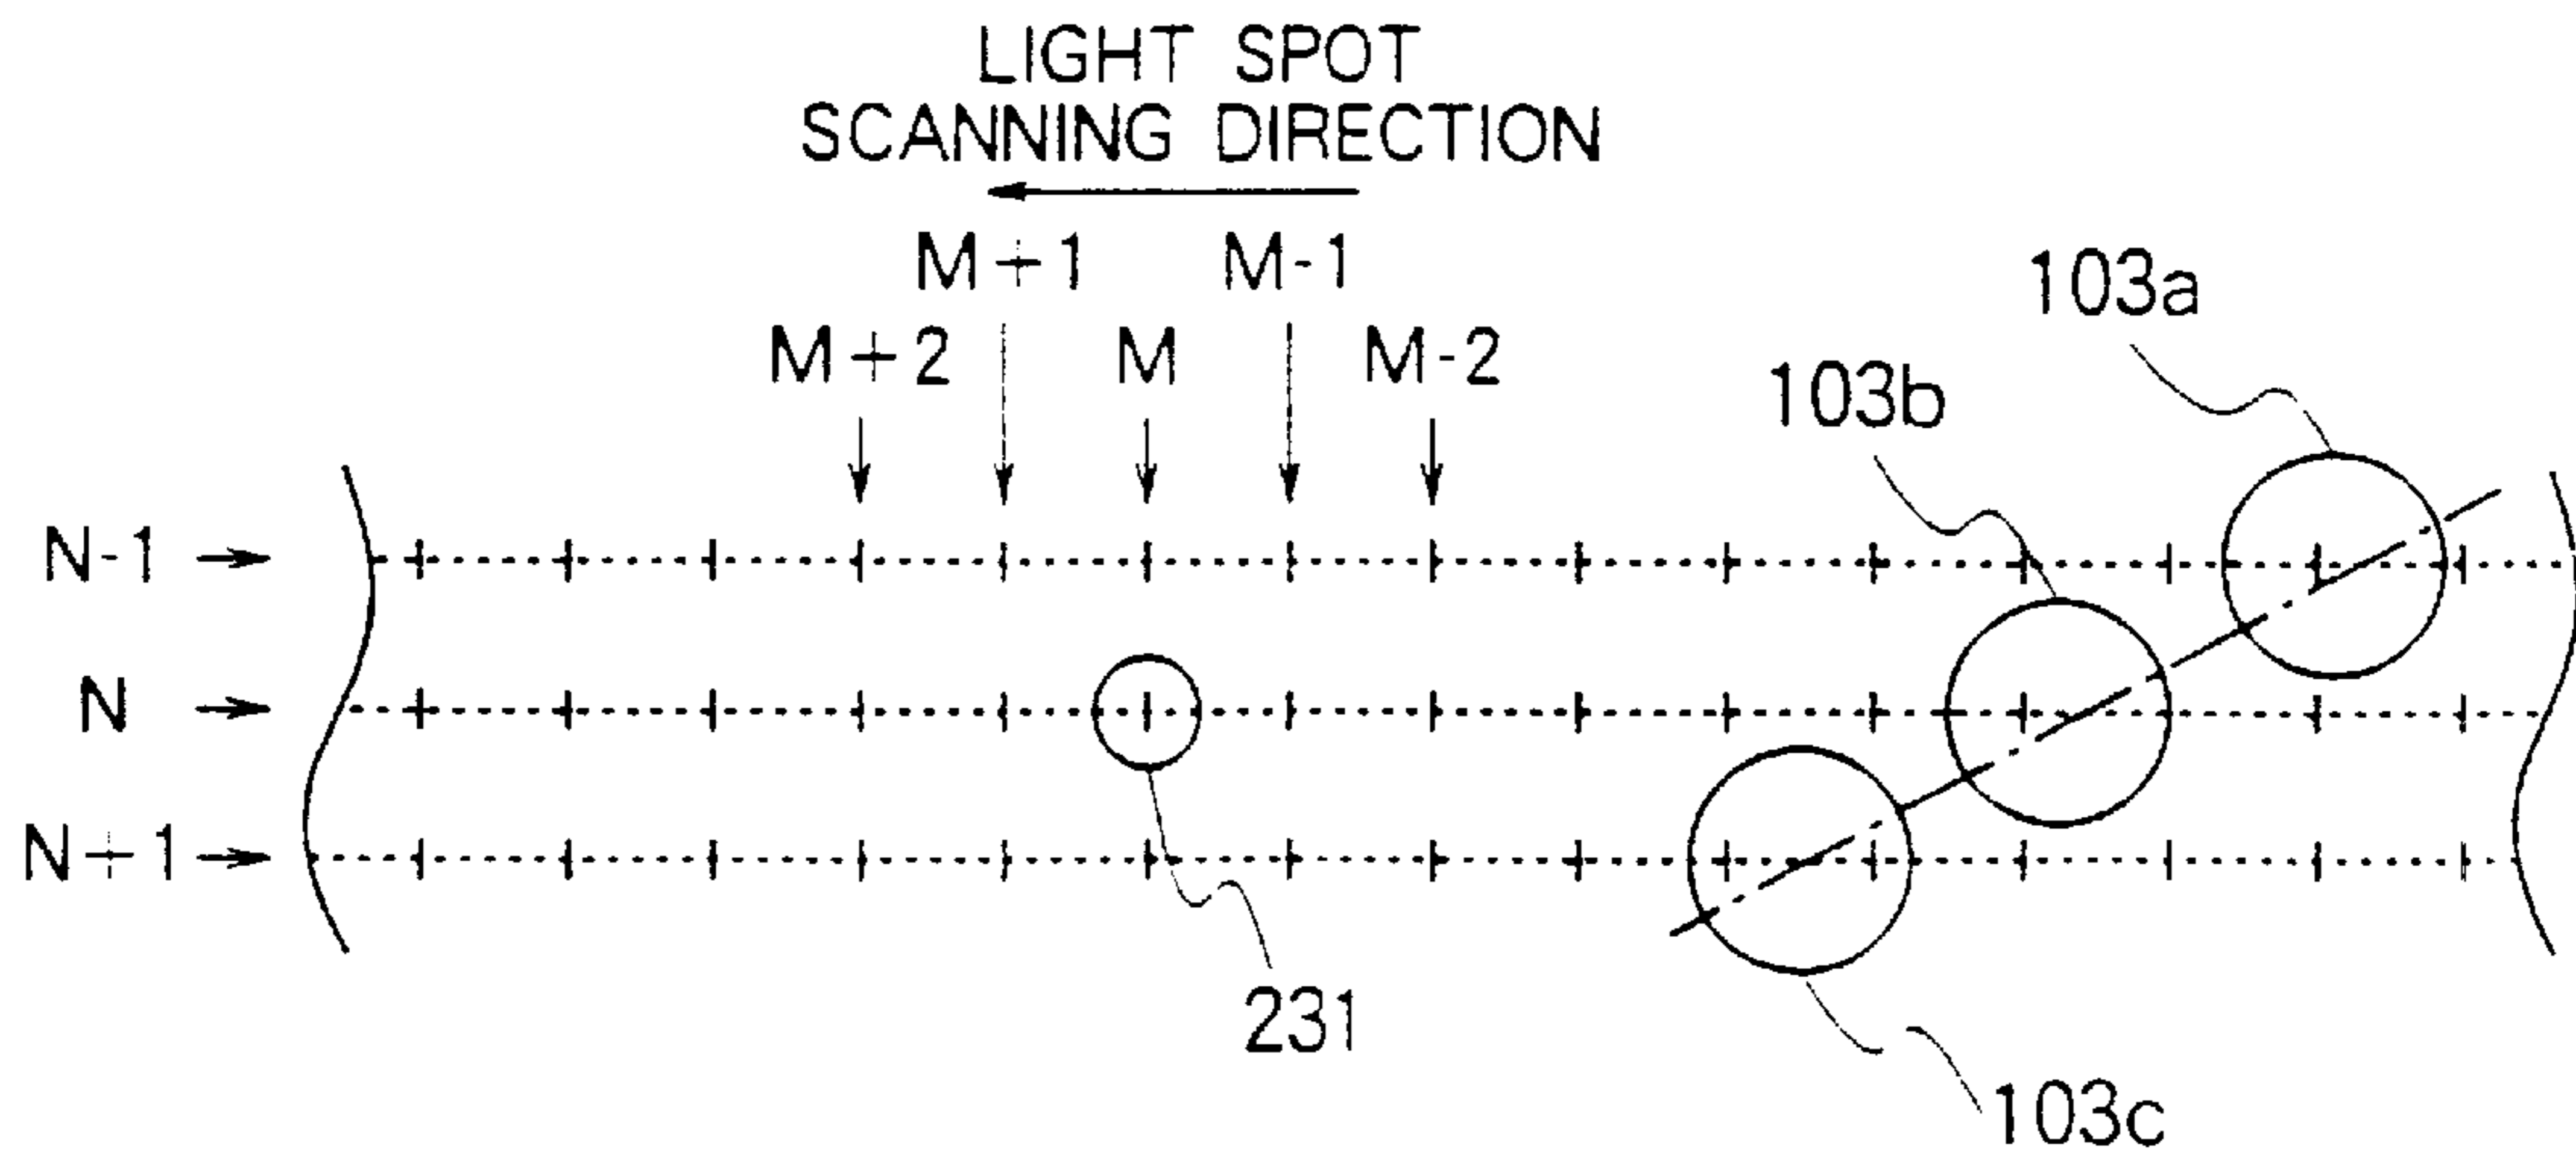 LIGHT SPOT
SCANNING DIRECTION
M+1 M-1
M+2 M M-2
103a
103b
N-1
N
N+1
231
103c